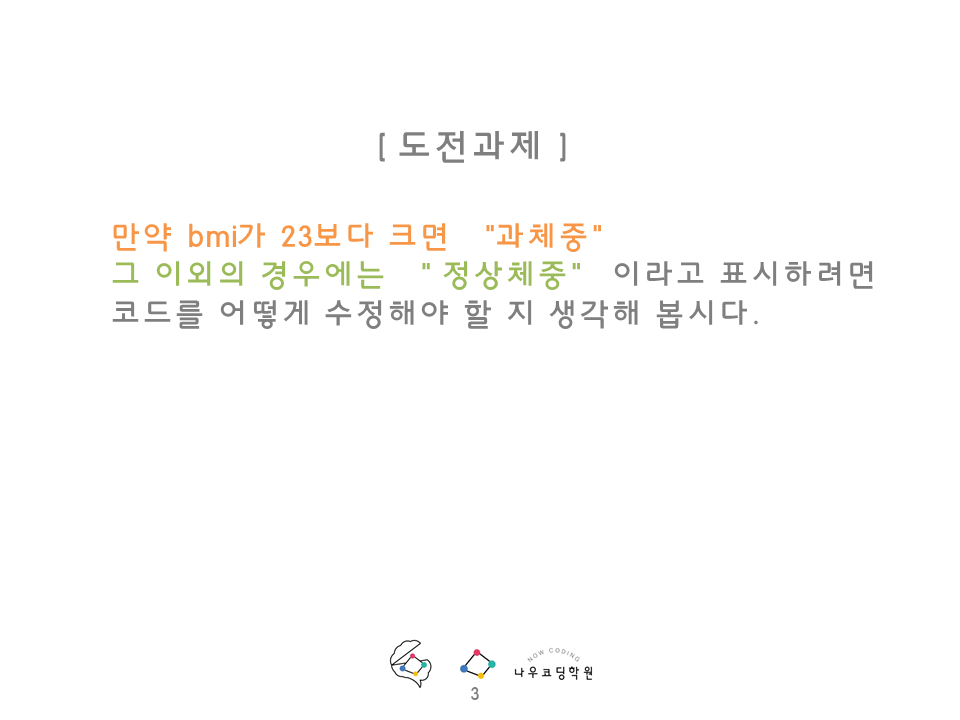 [ 도전과제 ]
만약 bmi가 23보다 크면 "과체중"
그 이외의 경우에는 " 정상체중" 이라고 표시하려면
코드를 어떻게 수정해야 할 지 생각해 봅시다.
NOW CODING
나우코딩학원
3